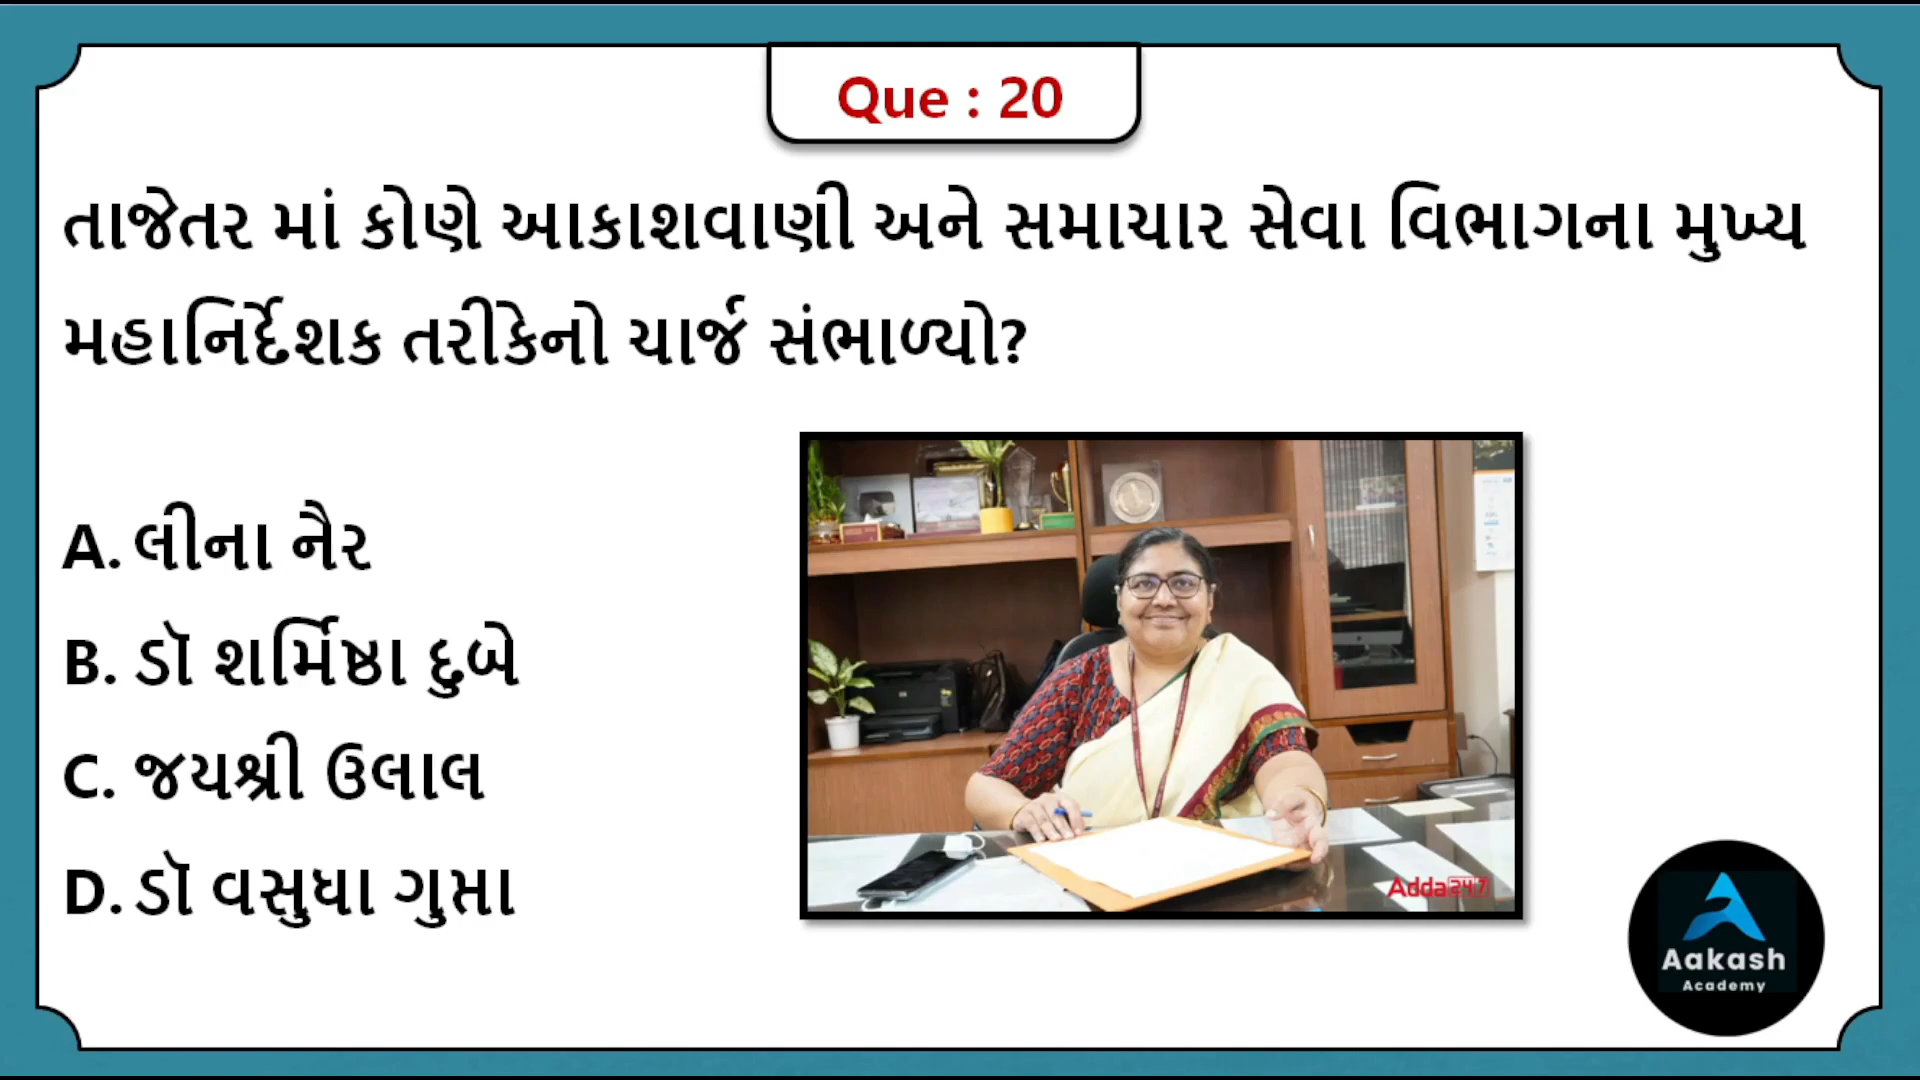 Que : 20
તાજેતર માં કોણે આકાશવાણી અને સમાચાર સેવા વિભાગના મુખ્ય
મહાનિર્દેશક તરીકેનો ચાર્જ સંભાળ્યો?
A. લીના નૈર
B. ડૉ શર્મિષ્ઠા દુબે
C. જયશ્રી ઉલાલ
D. ડૉ વસુધા ગુપ્તા
Adda247
Aakash
Academy